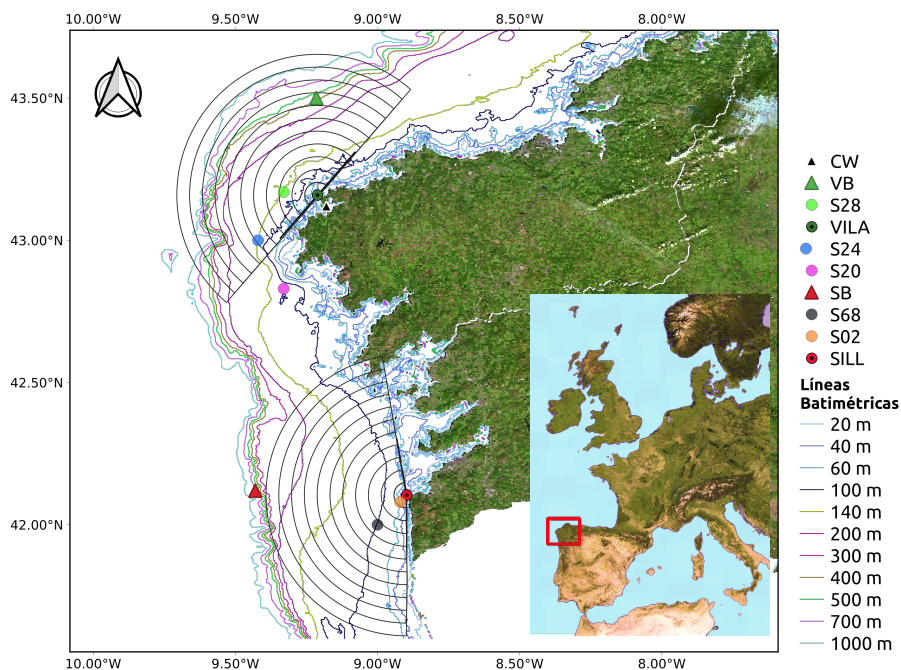 10.00°W 9.50°W 9.00°W 8.50°W 8.00°W
43.50°N
43.00°N
42.50°N
42.00°N
10.00°W 9.50°W 9.00°W 8.50°W 8.00°W
CW
VB
S28
VILA
S24
S20
SB
S68
S02
SILL
Líneas
Batimétricas
20 m
40 m
60 m
100 m
140 m
200 m
300 m
400 m
500 m
700 m
1000 m